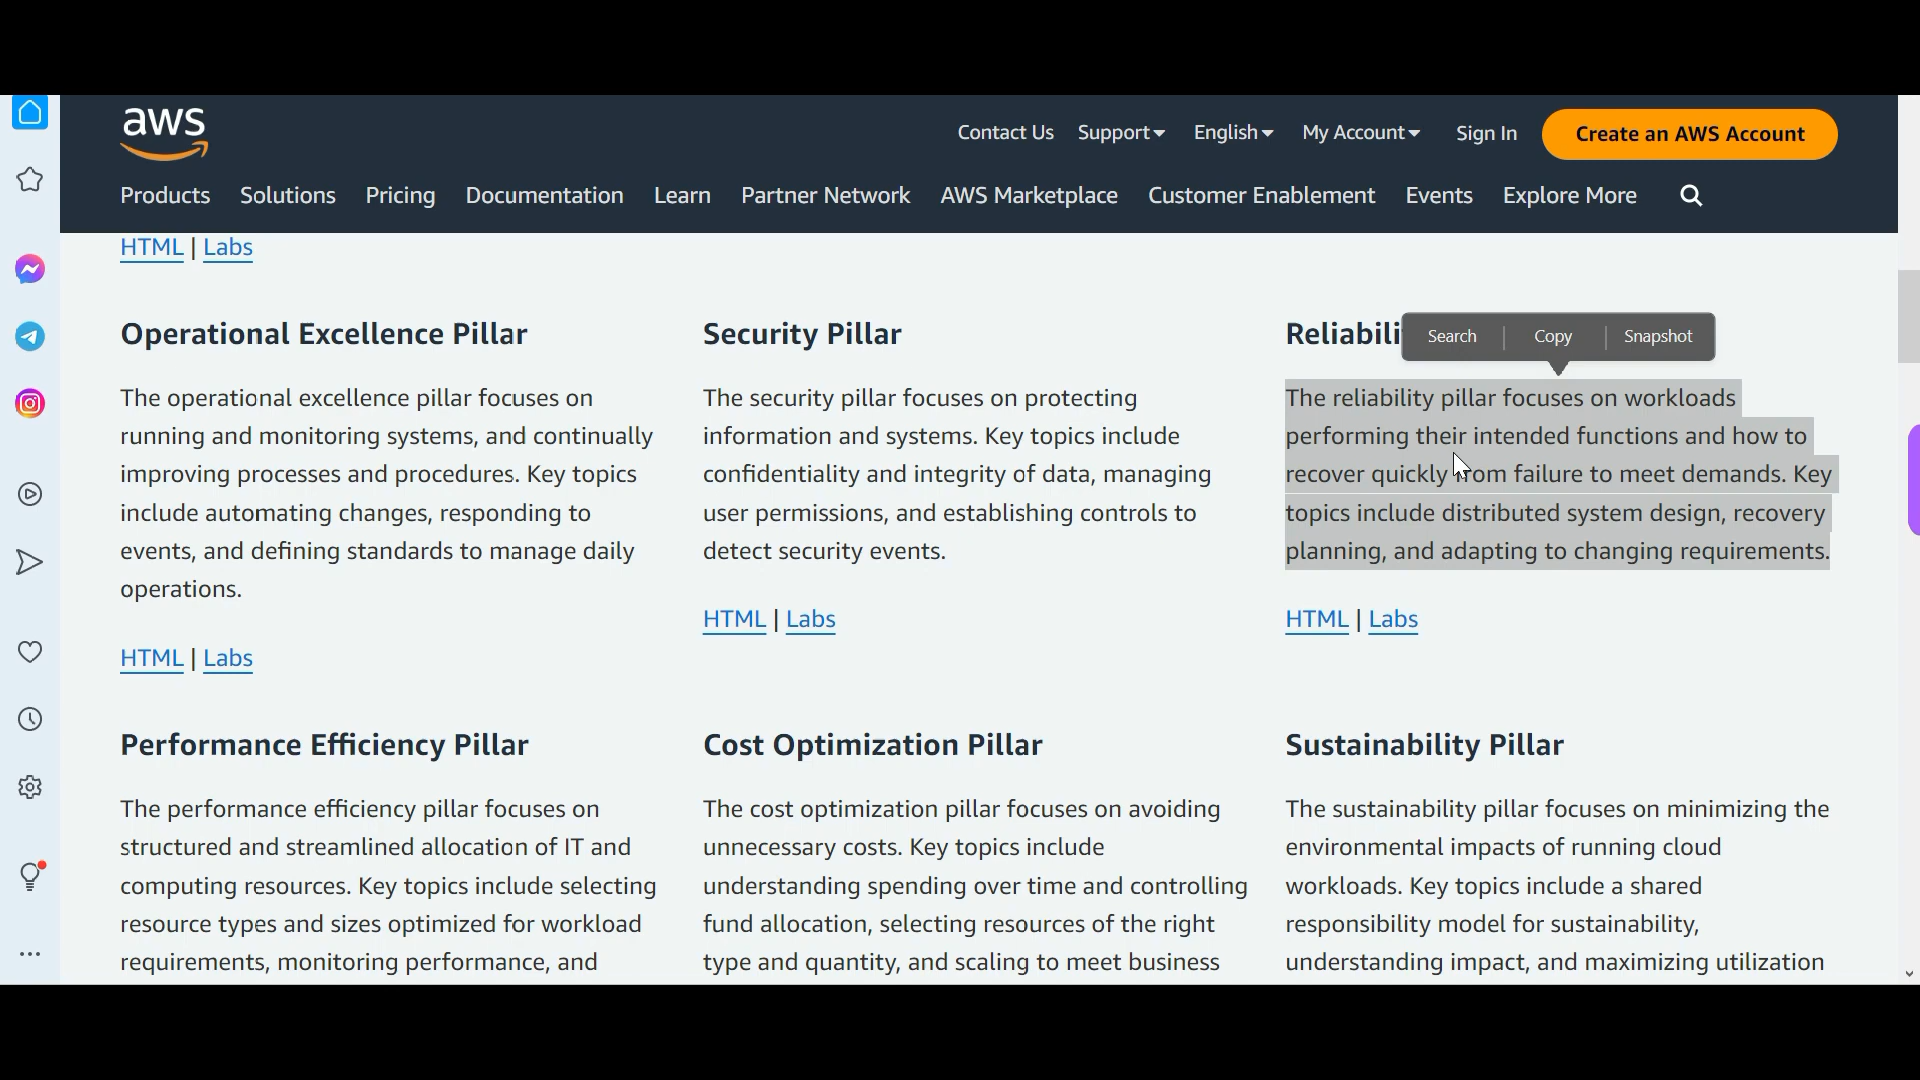 aws
Contact Us Support English My Account Sign In Create an AWS Account
Products Solutions Pricing Documentation Learn Partner Network AWS Marketplace Customer Enablement Events Explore More
HTML | Labs
Operational Excellence Pillar
The operational excellence pillar focuses on
running and monitoring systems, and continually
improving processes and procedures. Key topics
include automating changes, responding to
events, and defining standards to manage daily
operations.
HTML | Labs
Security Pillar
The security pillar focuses on protecting
information and systems. Key topics include
confidentiality and integrity of data, managing
user permissions, and establishing controls to
detect security events.
HTML | Labs
Reliabili
Search Copy Snapshot
The reliability pillar focuses on workloads
performing their intended functions and how to
recover quickly from failure to meet demands. Key
topics include distributed system design, recovery
planning, and adapting to changing requirements.
HTML | Labs
Performance Efficiency Pillar
The performance efficiency pillar focuses on
structured and streamlined allocation of IT and
computing resources. Key topics include selecting
resource types and sizes optimized for workload
requirements, monitoring performance, and
Cost Optimization Pillar
The cost optimization pillar focuses on avoiding
unnecessary costs. Key topics include
understanding spending over time and controlling
fund allocation, selecting resources of the right
type and quantity, and scaling to meet business
Sustainability Pillar
The sustainability pillar focuses on minimizing the
environmental impacts of running cloud
workloads. Key topics include a shared
responsibility model for sustainability,
understanding impact, and maximizing utilization